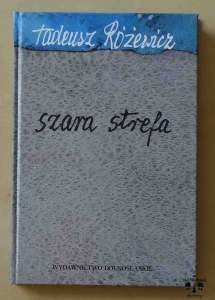 tadeusz Różewicz
szara strefa
WYDAWNICTWO DOLNOŚLĄSKIE